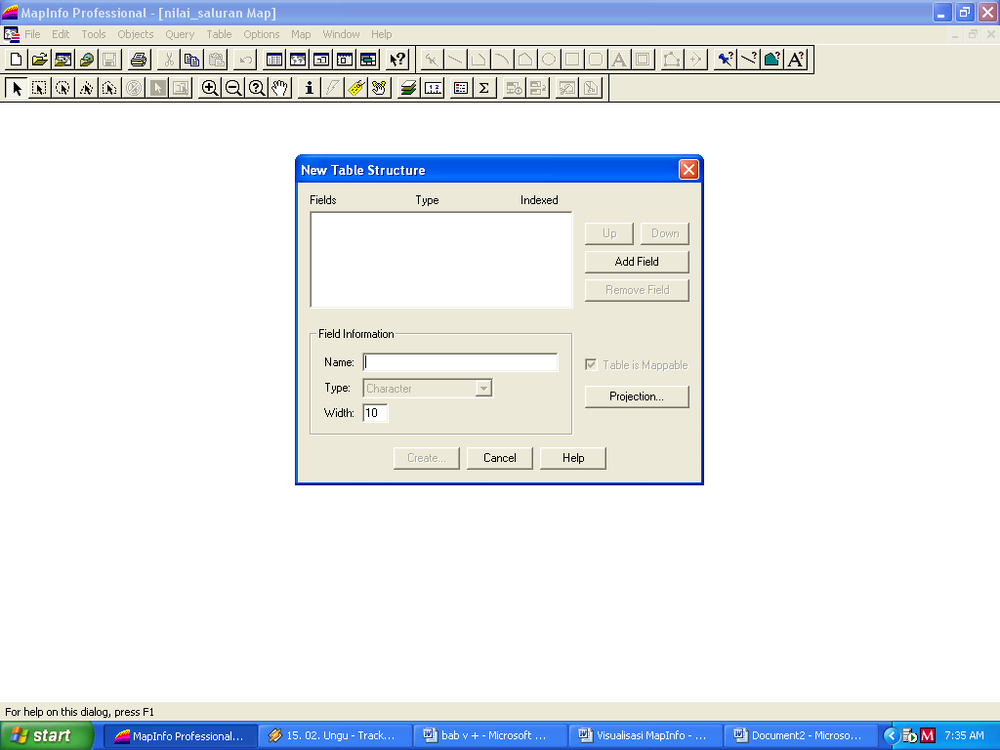 MapInfo Professional - [nilai_saluran Map]
File Edit Tools Objects Query Table Options Map Window Help
New Table Structure
Fields Type Indexed
Up Down
Add Field
Remove Field
Field Information
Name:
Table is Mappable
Type: Character
Projection...
Width: 10
Create... Cancel Help
For help on this dialog, press F1
start MapInfo Professional... 15. 02. Ungu - Track... bab v + - Microsoft ... Visualisasi MapInfo - ... Document2 - Microso... 7:35 AM